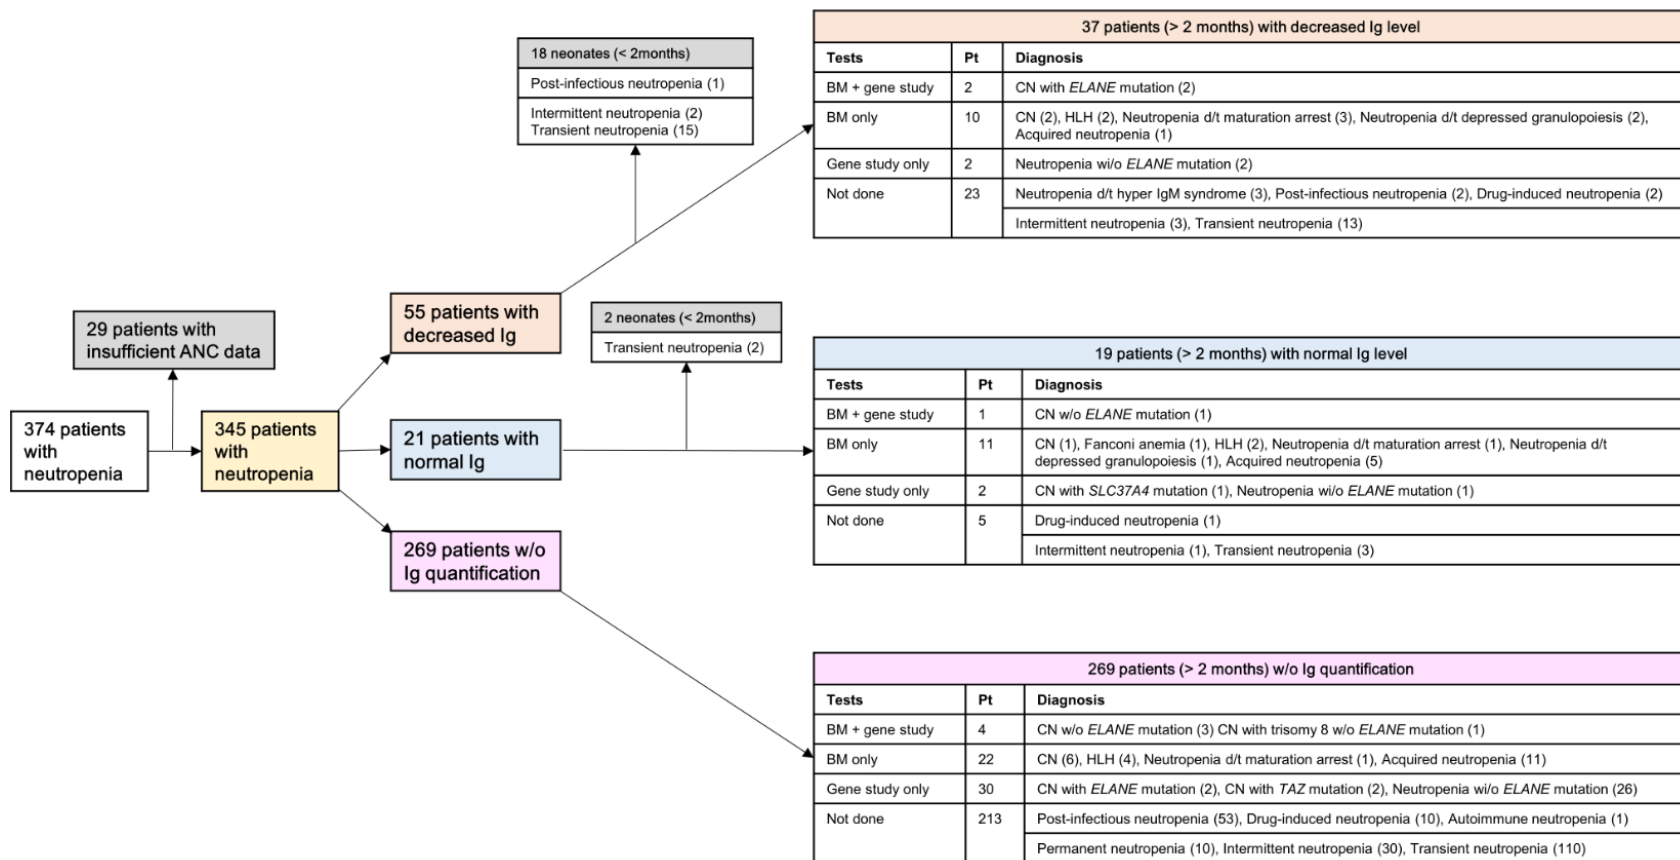 374 patients
with
neutropenia
29 patients with
insufficient ANC data
345 patients
with
neutropenia
55 patients with
decreased Ig
21 patients with
normal Ig
269 patients w/o
Ig quantification
18 neonates (< 2months)
Post-infectious neutropenia (1)
Intermittent neutropenia (2)
Transient neutropenia (15)
2 neonates (< 2months)
Transient neutropenia (2)
37 patients (> 2 months) with decreased Ig level
Tests Pt Diagnosis
BM + gene study 2 CN with ELANE mutation (2)
BM only 10 CN (2), HLH (2), Neutropenia d/t maturation arrest (3), Neutropenia d/t depressed granulopoiesis (2),
Acquired neutropenia (1)
Gene study only 2 Neutropenia wi/o ELANE mutation (2)
Not done 23 Neutropenia d/t hyper IgM syndrome (3), Post-infectious neutropenia (2), Drug-induced neutropenia (2)
Intermittent neutropenia (3), Transient neutropenia (13)
19 patients (> 2 months) with normal Ig level
Tests Pt Diagnosis
BM + gene study 1 CN w/o ELANE mutation (1)
BM only 11 CN (1), Fanconi anemia (1), HLH (2), Neutropenia d/t maturation arrest (1), Neutropenia d/t
depressed granulopoiesis (1), Acquired neutropenia (5)
Gene study only 2 CN with SLC37A4 mutation (1), Neutropenia wi/o ELANE mutation (1)
Not done 5 Drug-induced neutropenia (1)
Intermittent neutropenia (1), Transient neutropenia (3)
269 patients (> 2 months) w/o Ig quantification
Tests Pt Diagnosis
BM + gene study 4 CN w/o ELANE mutation (3) CN with trisomy 8 w/o ELANE mutation (1)
BM only 22 CN (6), HLH (4), Neutropenia d/t maturation arrest (1), Acquired neutropenia (11)
Gene study only 30 CN with ELANE mutation (2), CN with TAZ mutation (2), Neutropenia wi/o ELANE mutation (26)
Not done 213 Post-infectious neutropenia (53), Drug-induced neutropenia (10), Autoimmune neutropenia (1)
Permanent neutropenia (10), Intermittent neutropenia (30), Transient neutropenia (110)